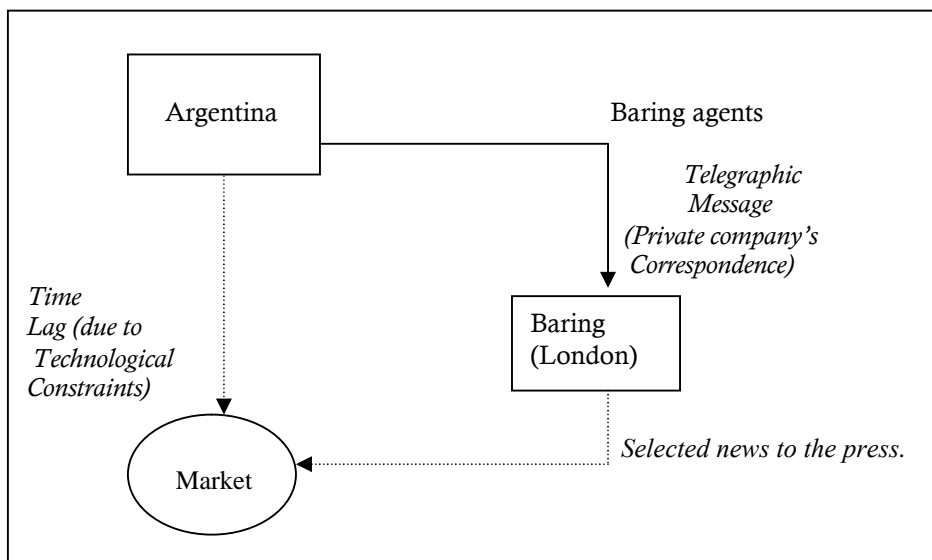 Argentina
Baring agents
Telegraphic
Message
(Private company’s
Correspondence)
Time
Lag (due to
Technological
Constraints)
Baring
(London)
Selected news to the press.
Market